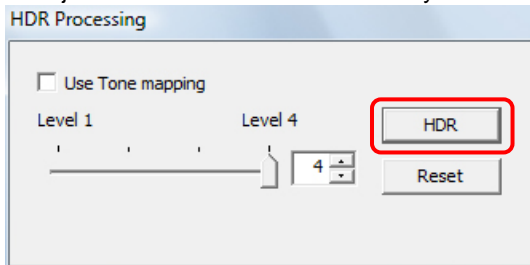 HDR Processing
Use Tone mapping
Level 1 Level 4
HDR
4
Reset